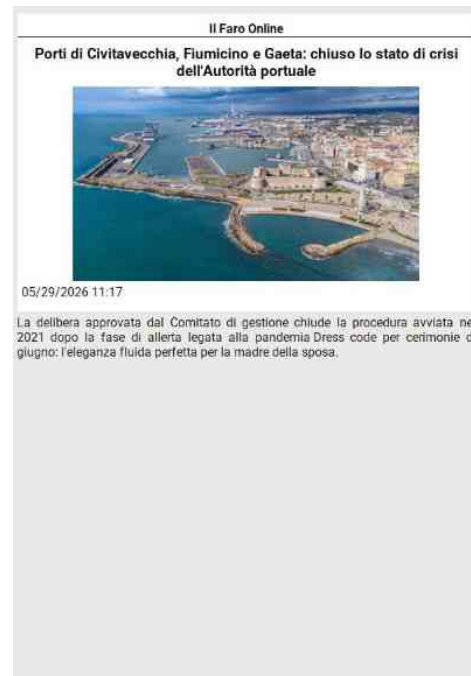 Il Faro Online
Porti di Civitavecchia, Fiumicino e Gaeta: chiuso lo stato di crisi
dell'Autorità portuale
05/29/2026 11:17
La delibera approvata dal Comitato di gestione chiude la procedura avviata ne
2021 dopo la fase di allerta legata alla pandemia Dress code per cerimonie d
giugno: l'eleganza fluida perfetta per la madre della sposa.